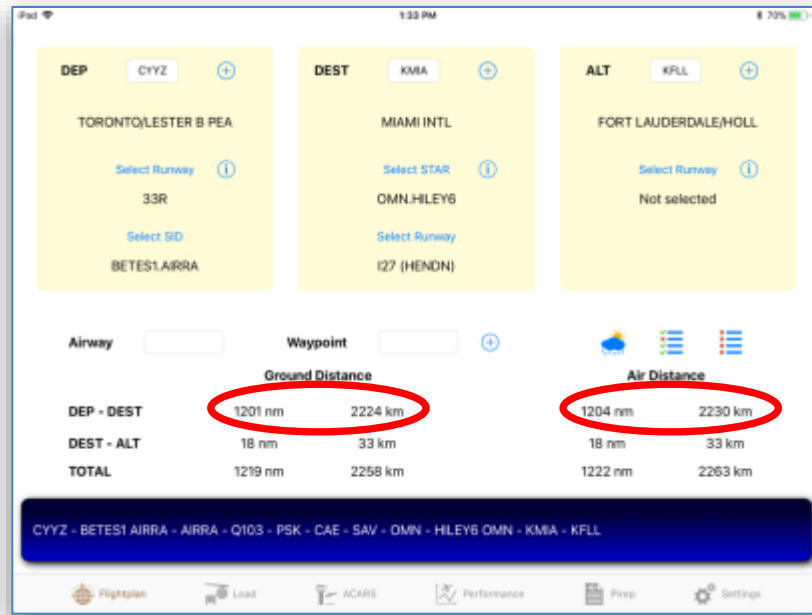 iPad 1:33 PM 70%
DEP CYYZ DEST KMIA ALT KFLL
TORONTO/LESTER B PEA MIAMI INTL FORT LAUDERDALE/HOLL
Select Runway Select STAR Select Runway
33R OMN.HILEY6 Not selected
Select SID Select Runway
BETES1.AIRRA I27 (HENDN)
Airway Waypoint
Ground Distance Air Distance
DEP - DEST 1201 nm 2224 km 1204 nm 2230 km
DEST - ALT 18 nm 33 km 18 nm 33 km
TOTAL 1219 nm 2258 km 1222 nm 2263 km
CYYZ - BETES1 AIRRA - AIRRA - Q103 - PSK - CAE - SAV - OMN - HILEY6 OMN - KMIA - KFLL
Flightplan Load ACARS Performance Pirep Settings